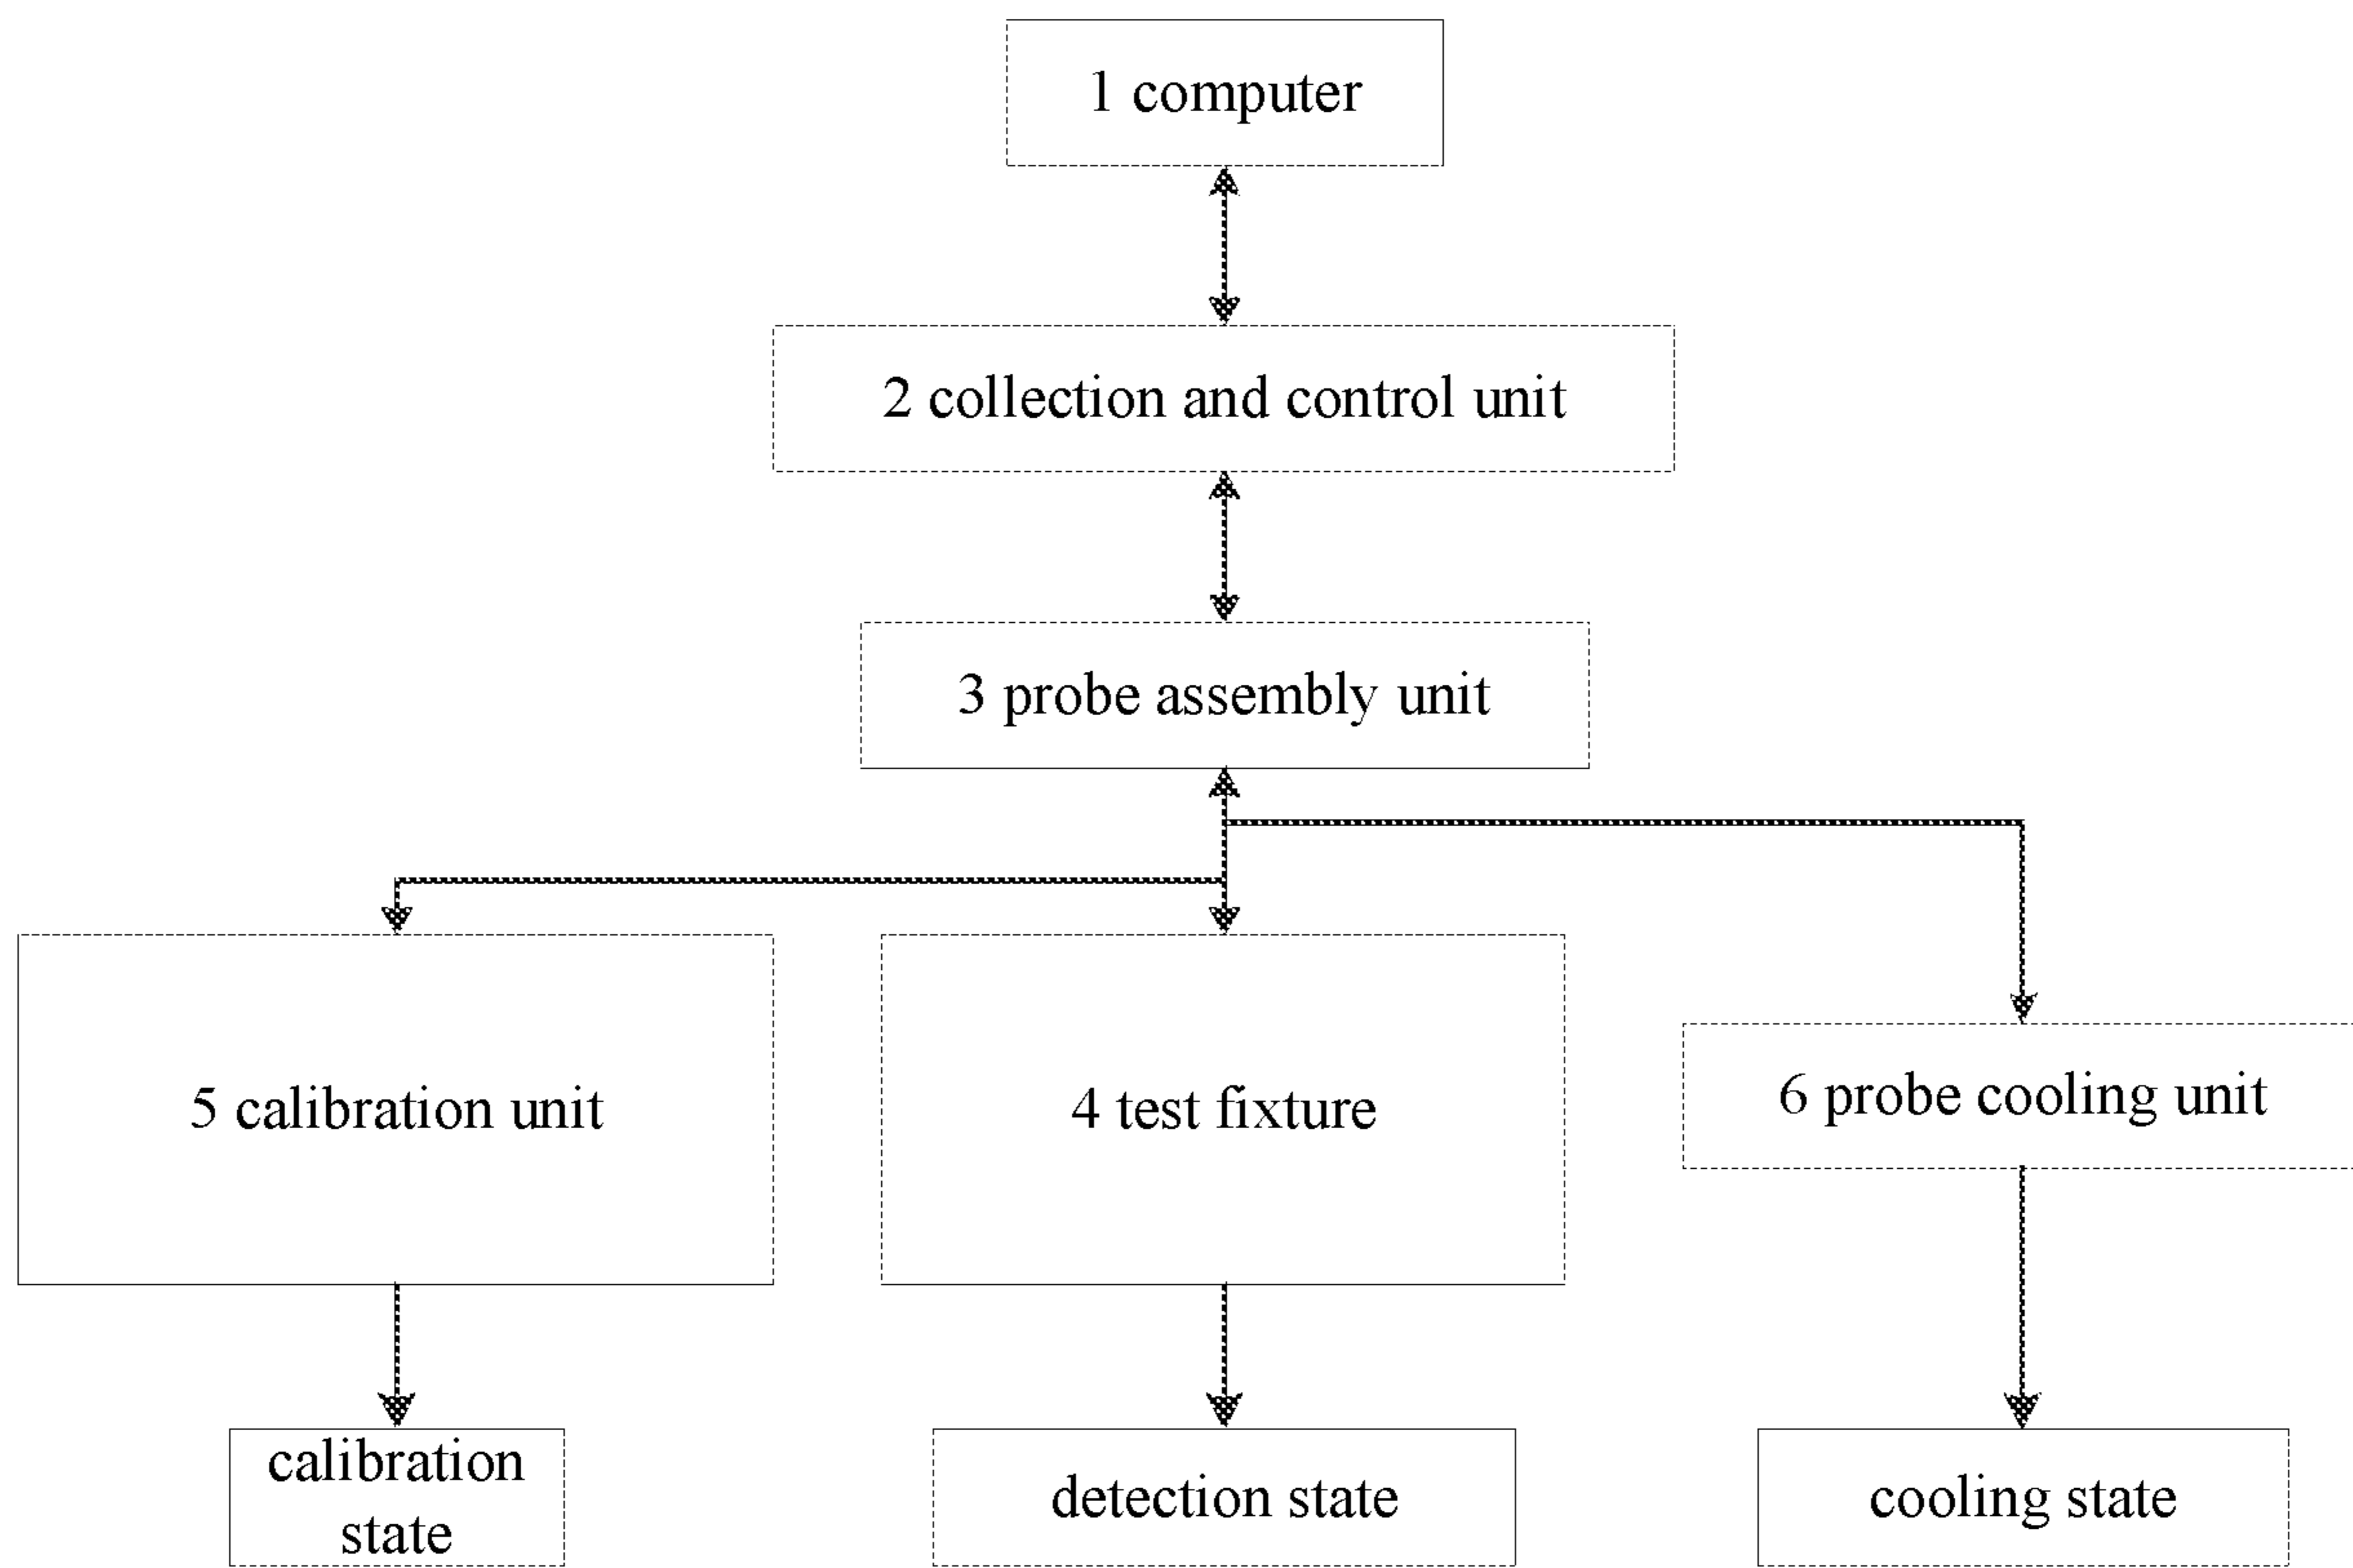 1 computer
2 collection and control unit
3 probe assembly unit
5 calibration unit
4 test fixture
6 probe cooling unit
calibration
state
detection state
cooling state